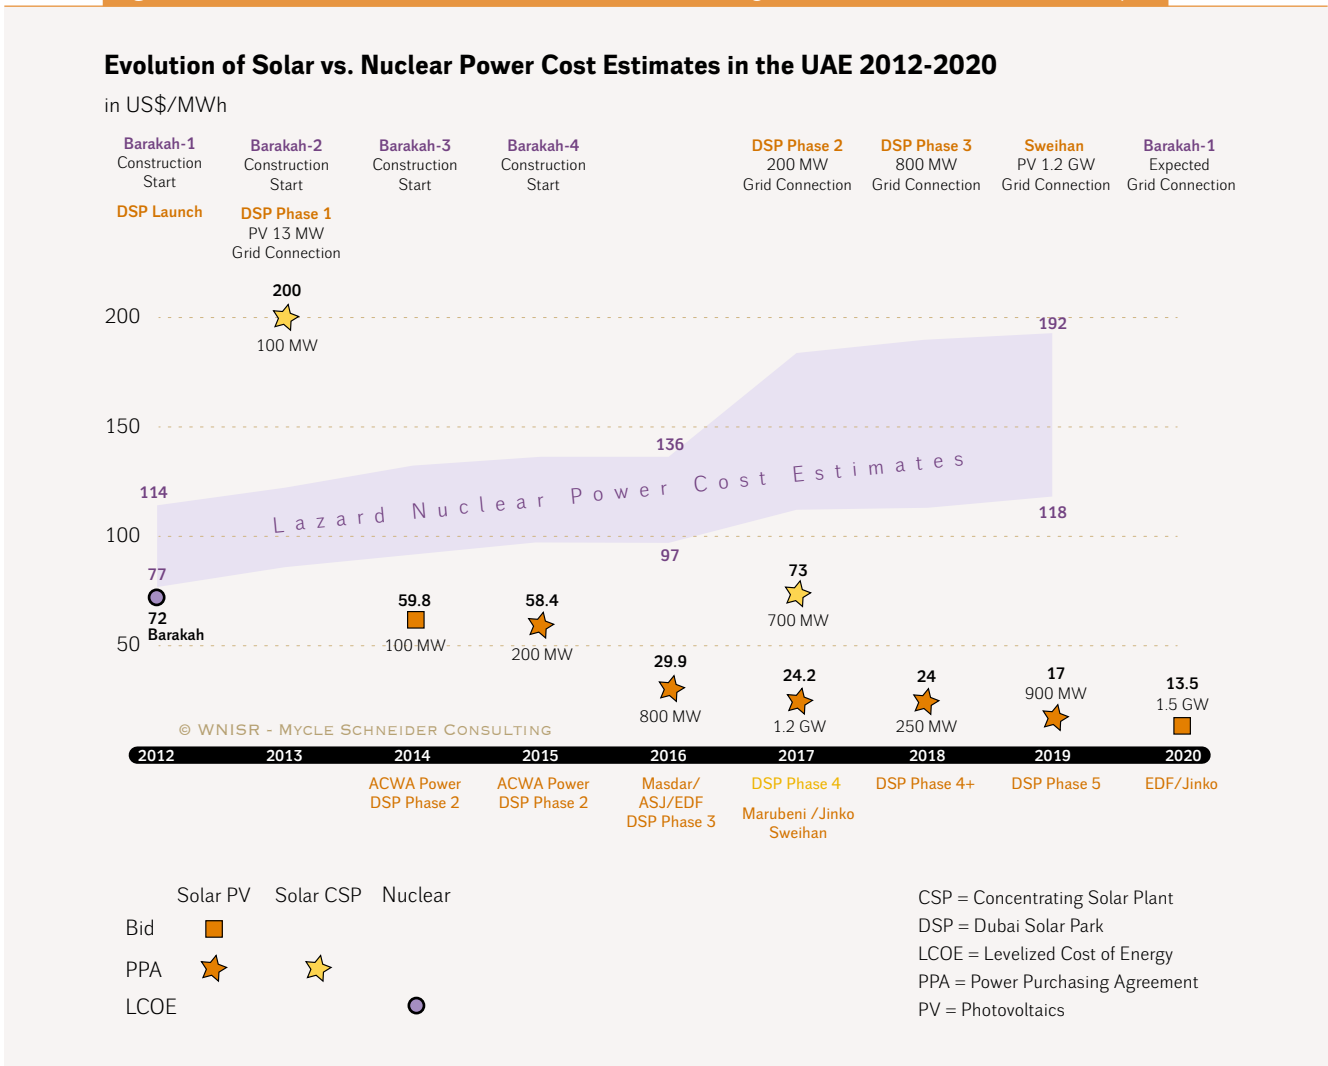 Evolution of Solar vs. Nuclear Power Cost Estimates in the UAE 2012-2020
in US$/MWh
Barakah-1
Construction
Start
DSP Launch
Barakah-2
Construction
Start
DSP Phase 1
PV 13 MW
Grid Connection
Barakah-3
Construction
Start
Barakah-4
Construction
Start
DSP Phase 2
200 MW
Grid Connection
DSP Phase 3
800 MW
Grid Connection
Sweihan
PV 1.2 GW
Grid Connection
Barakah-1
Expected
Grid Connection
200
150
100
50
200
100 MW
114
77
72
Barakah
136
97
192
118
Lazard Nuclear Power Cost Estimates
59.8
100 MW
58.4
200 MW
29.9
800 MW
73
700 MW
24.2
1.2 GW
24
250 MW
17
900 MW
13.5
1.5 GW
© WNISR - Mycle Schneider Consulting
2012 2013 2014 2015 2016 2017 2018 2019 2020
ACWA Power
DSP Phase 2
ACWA Power
DSP Phase 2
Masdar/
ASJ/EDF
DSP Phase 3
DSP Phase 4
Marubeni /Jinko
Sweihan
DSP Phase 4+
DSP Phase 5
EDF/Jinko
Solar PV Solar CSP Nuclear
Bid
PPA
LCOE
CSP = Concentrating Solar Plant
DSP = Dubai Solar Park
LCOE = Levelized Cost of Energy
PPA = Power Purchasing Agreement
PV = Photovoltaics